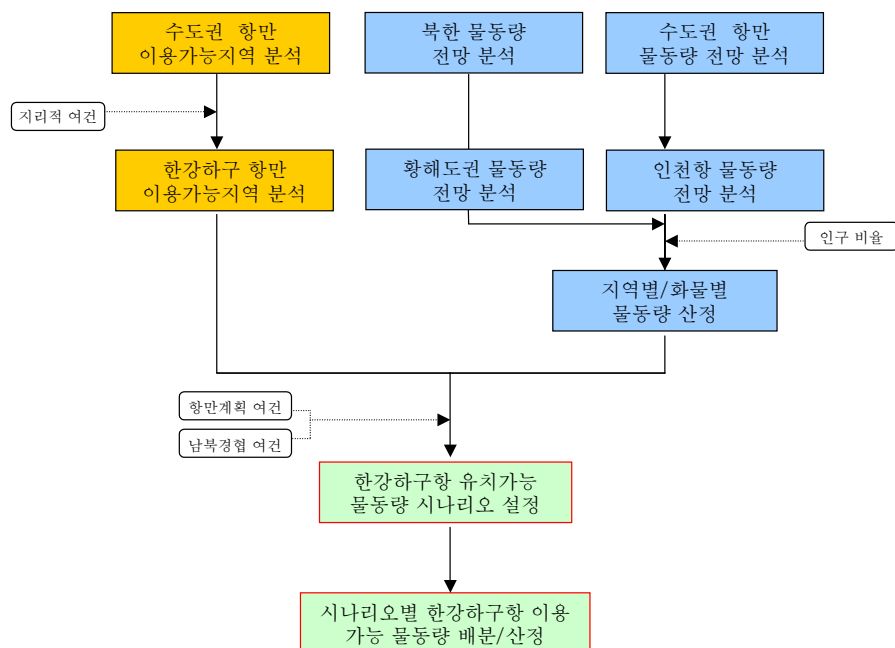 수도권 항만
이용가능지역 분석
북한 물동량
전망 분석
수도권 항만
물동량 전망 분석
지리적 여건
한강하구 항만
이용가능지역 분석
황해도권 물동량
전망 분석
인천항 물동량
전망 분석
인구 비율
지역별/화물별
물동량 산정
항만계획 여건
남북경협 여건
한강하구항 유치가능
물동량 시나리오 설정
시나리오별 한강하구항 이용
가능 물동량 배분/산정